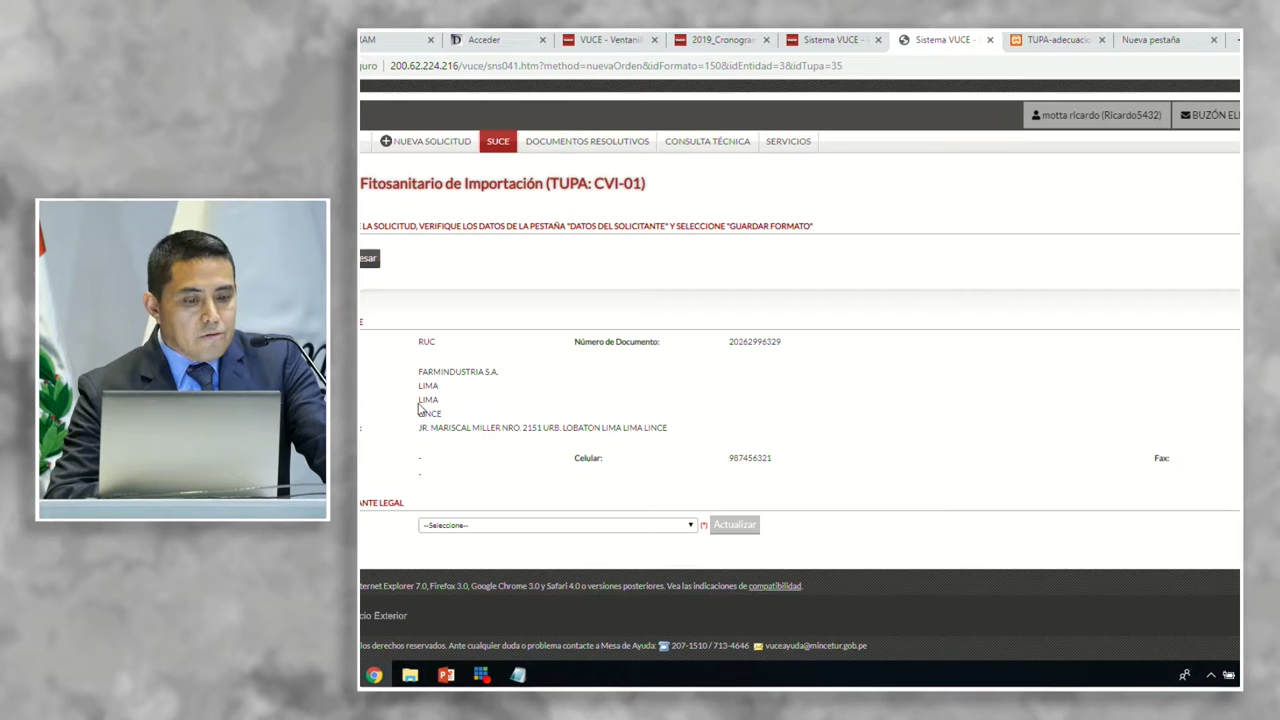 AM
Acceder
VUCE - Ventanil
2019_Cronogram
Sistema VUCE -
Sistema VUCE -
TUPA-adecuacio
Nueva pestaña
guro 200.62.224.216/vuce/sns041.htm?method=nuevaOrden&idFormato=150&idEntidad=3&idTupa=35
motta ricardo (Ricardo5432) BUZÓN EL
NUEVA SOLICITUD SUCE DOCUMENTOS RESOLUTIVOS CONSULTA TÉCNICA SERVICIOS
Fitosanitario de Importación (TUPA: CVI-01)
LA SOLICITUD, VERIFIQUE LOS DATOS DE LA PESTAÑA "DATOS DEL SOLICITANTE" Y SELECCIONE "GUARDAR FORMATO"
esar
E
RUC Número de Documento: 20262996329
FARMINDUSTRIA S.A.
LIMA
LIMA
LINCE
: JR. MARISCAL MILLER NRO. 2151 URB. LOBATON LIMA LIMA LINCE
- Celular: 987456321 Fax:
-
ANTE LEGAL
--Seleccione-- (*) Actualizar
ternet Explorer 7.0, Firefox 3.0, Google Chrome 3.0 y Safari 4.0 o versiones posteriores. Vea las indicaciones de compatibilidad.
cio Exterior
los derechos reservados. Ante cualquier duda o problema contacte a Mesa de Ayuda: 207-1510 / 713-4646 vuceayuda@mincetur.gob.pe